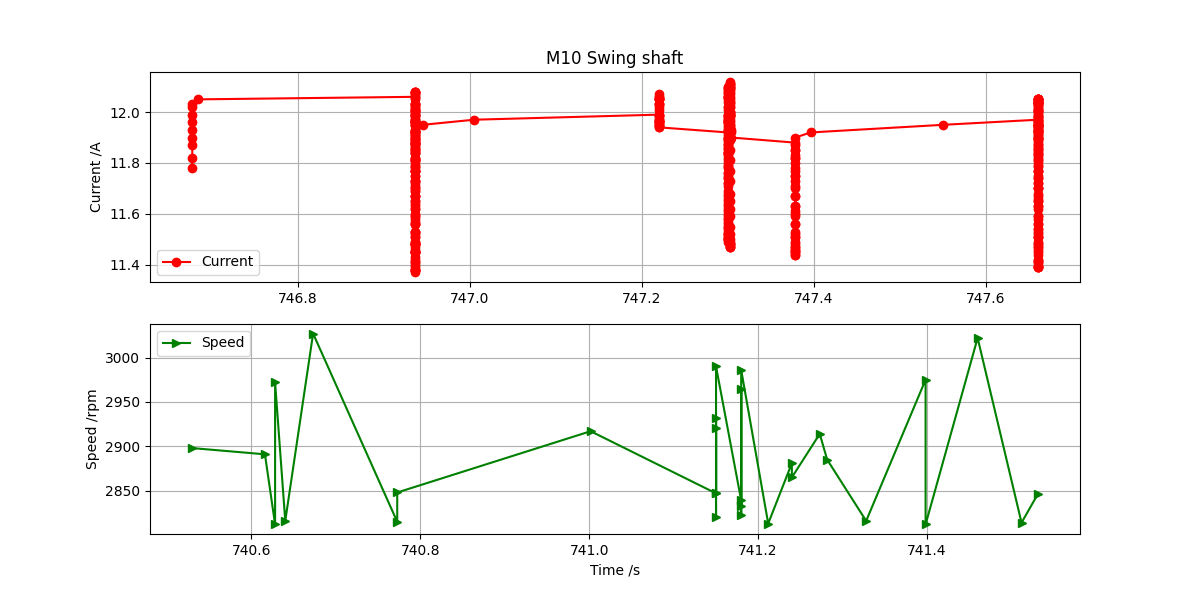 M10 Swing shaft
Current /A
12.0
11.8
11.6
11.4
Current
746.8 747.0 747.2 747.4 747.6
Speed /rpm
3000
2950
2900
2850
Speed
740.6 740.8 741.0 741.2 741.4
Time /s